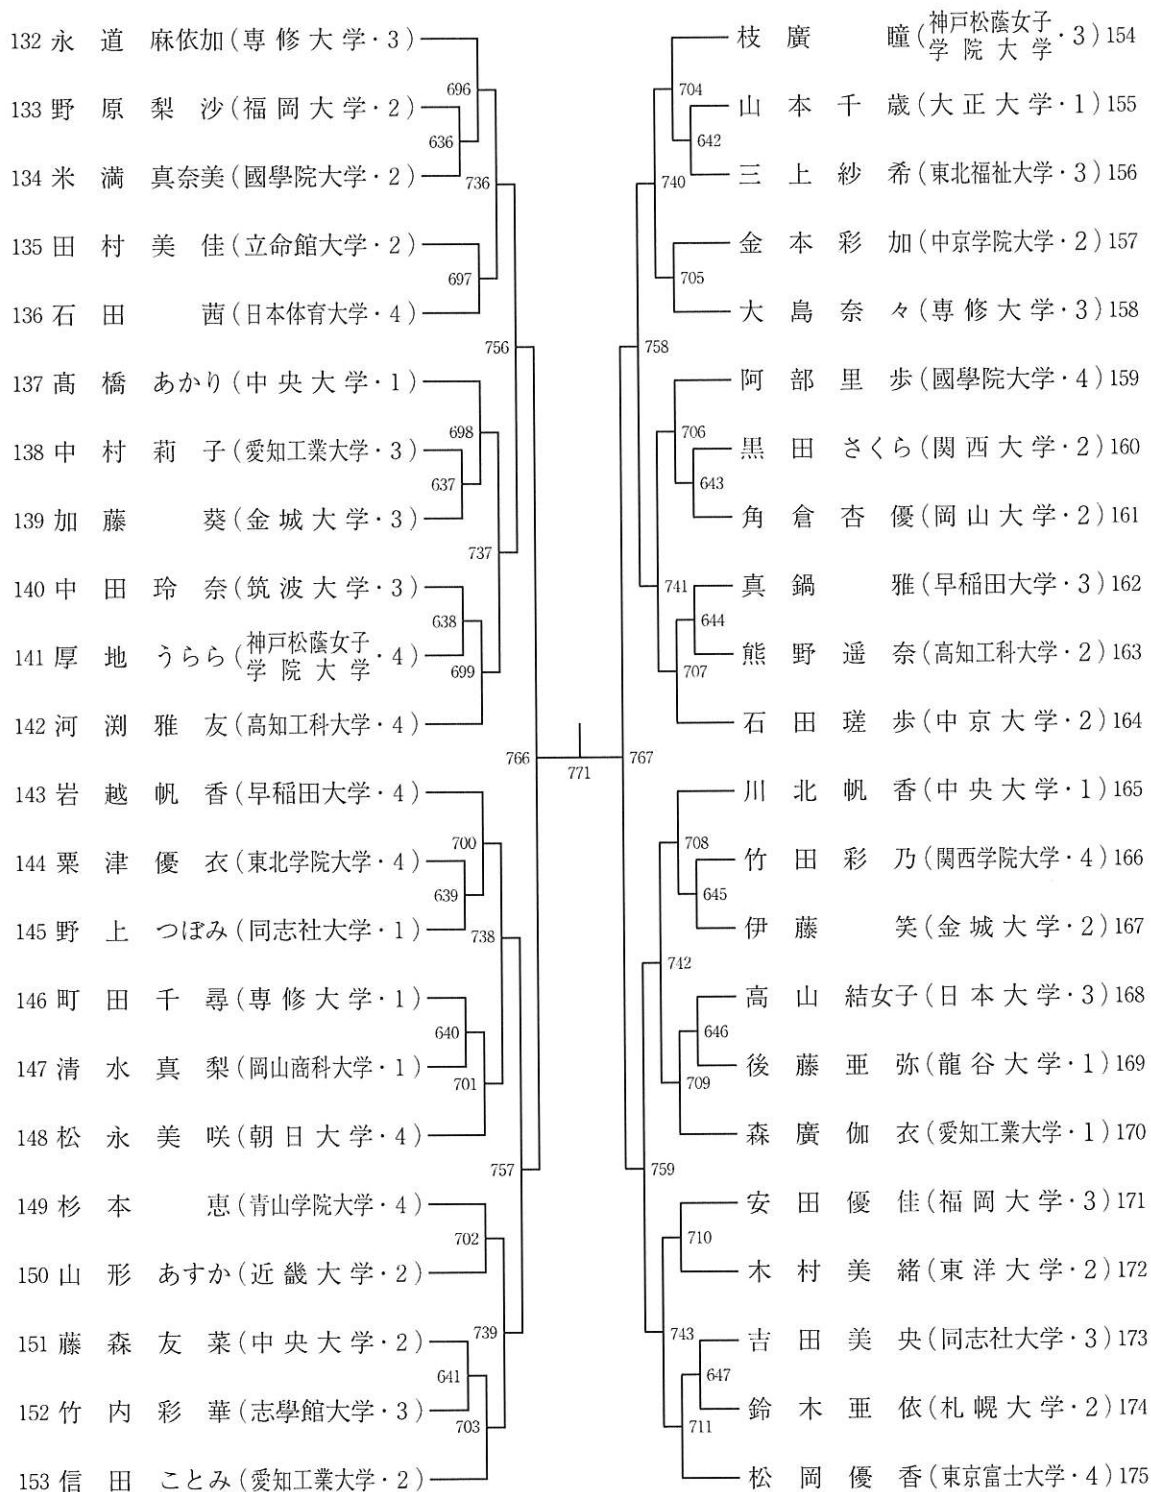 132 永道 麻依加 (専修大学・3)
696
133 野原 梨沙 (福岡大学・2)
636
134 米満 真奈美 (國學院大学・2)
736
135 田村 美佳 (立命館大学・2)
697
136 石田 茜 (日本体育大学・4)
756
137 髙橋 あかり (中央大学・1)
698
138 中村 莉子 (愛知工業大学・3)
637
139 加藤 葵 (金城大学・3)
737
140 中田 玲奈 (筑波大学・3)
638
141 厚地 うらら (神戸松蔭女子学院大学・4)
699
142 河渕 雅友 (高知工科大学・4)
766
771
143 岩越 帆香 (早稲田大学・4)
700
144 粟津 優衣 (東北学院大学・4)
639
145 野上 つぼみ (同志社大学・1)
738
146 町田 千尋 (専修大学・1)
640
147 清水 真梨 (岡山商科大学・1)
701
148 松永 美咲 (朝日大学・4)
757
149 杉本 恵 (青山学院大学・4)
702
150 山形 あすか (近畿大学・2)
739
151 藤森 友菜 (中央大学・2)
641
152 竹内 彩華 (志學館大学・3)
703
153 信田 ことみ (愛知工業大学・2)
枝廣 瞳 (神戸松蔭女子学院大学・3) 154
704
山本 千歳 (大正大学・1) 155
642
三上 紗希 (東北福祉大学・3) 156
740
金本 彩加 (中京学院大学・2) 157
705
大島 奈々 (専修大学・3) 158
758
阿部 里歩 (國學院大学・4) 159
706
黒田 さくら (関西大学・2) 160
643
角倉 杏優 (岡山大学・2) 161
741
真鍋 雅 (早稲田大学・3) 162
644
熊野 遥奈 (高知工科大学・2) 163
707
石田 瑳歩 (中京大学・2) 164
767
川北 帆香 (中央大学・1) 165
708
竹田 彩乃 (関西学院大学・4) 166
645
伊藤 笑 (金城大学・2) 167
742
高山 結女子 (日本大学・3) 168
646
後藤 亜弥 (龍谷大学・1) 169
709
森廣 伽衣 (愛知工業大学・1) 170
759
安田 優佳 (福岡大学・3) 171
710
木村 美緒 (東洋大学・2) 172
743
吉田 美央 (同志社大学・3) 173
647
鈴木 亜依 (札幌大学・2) 174
711
松岡 優香 (東京富士大学・4) 175